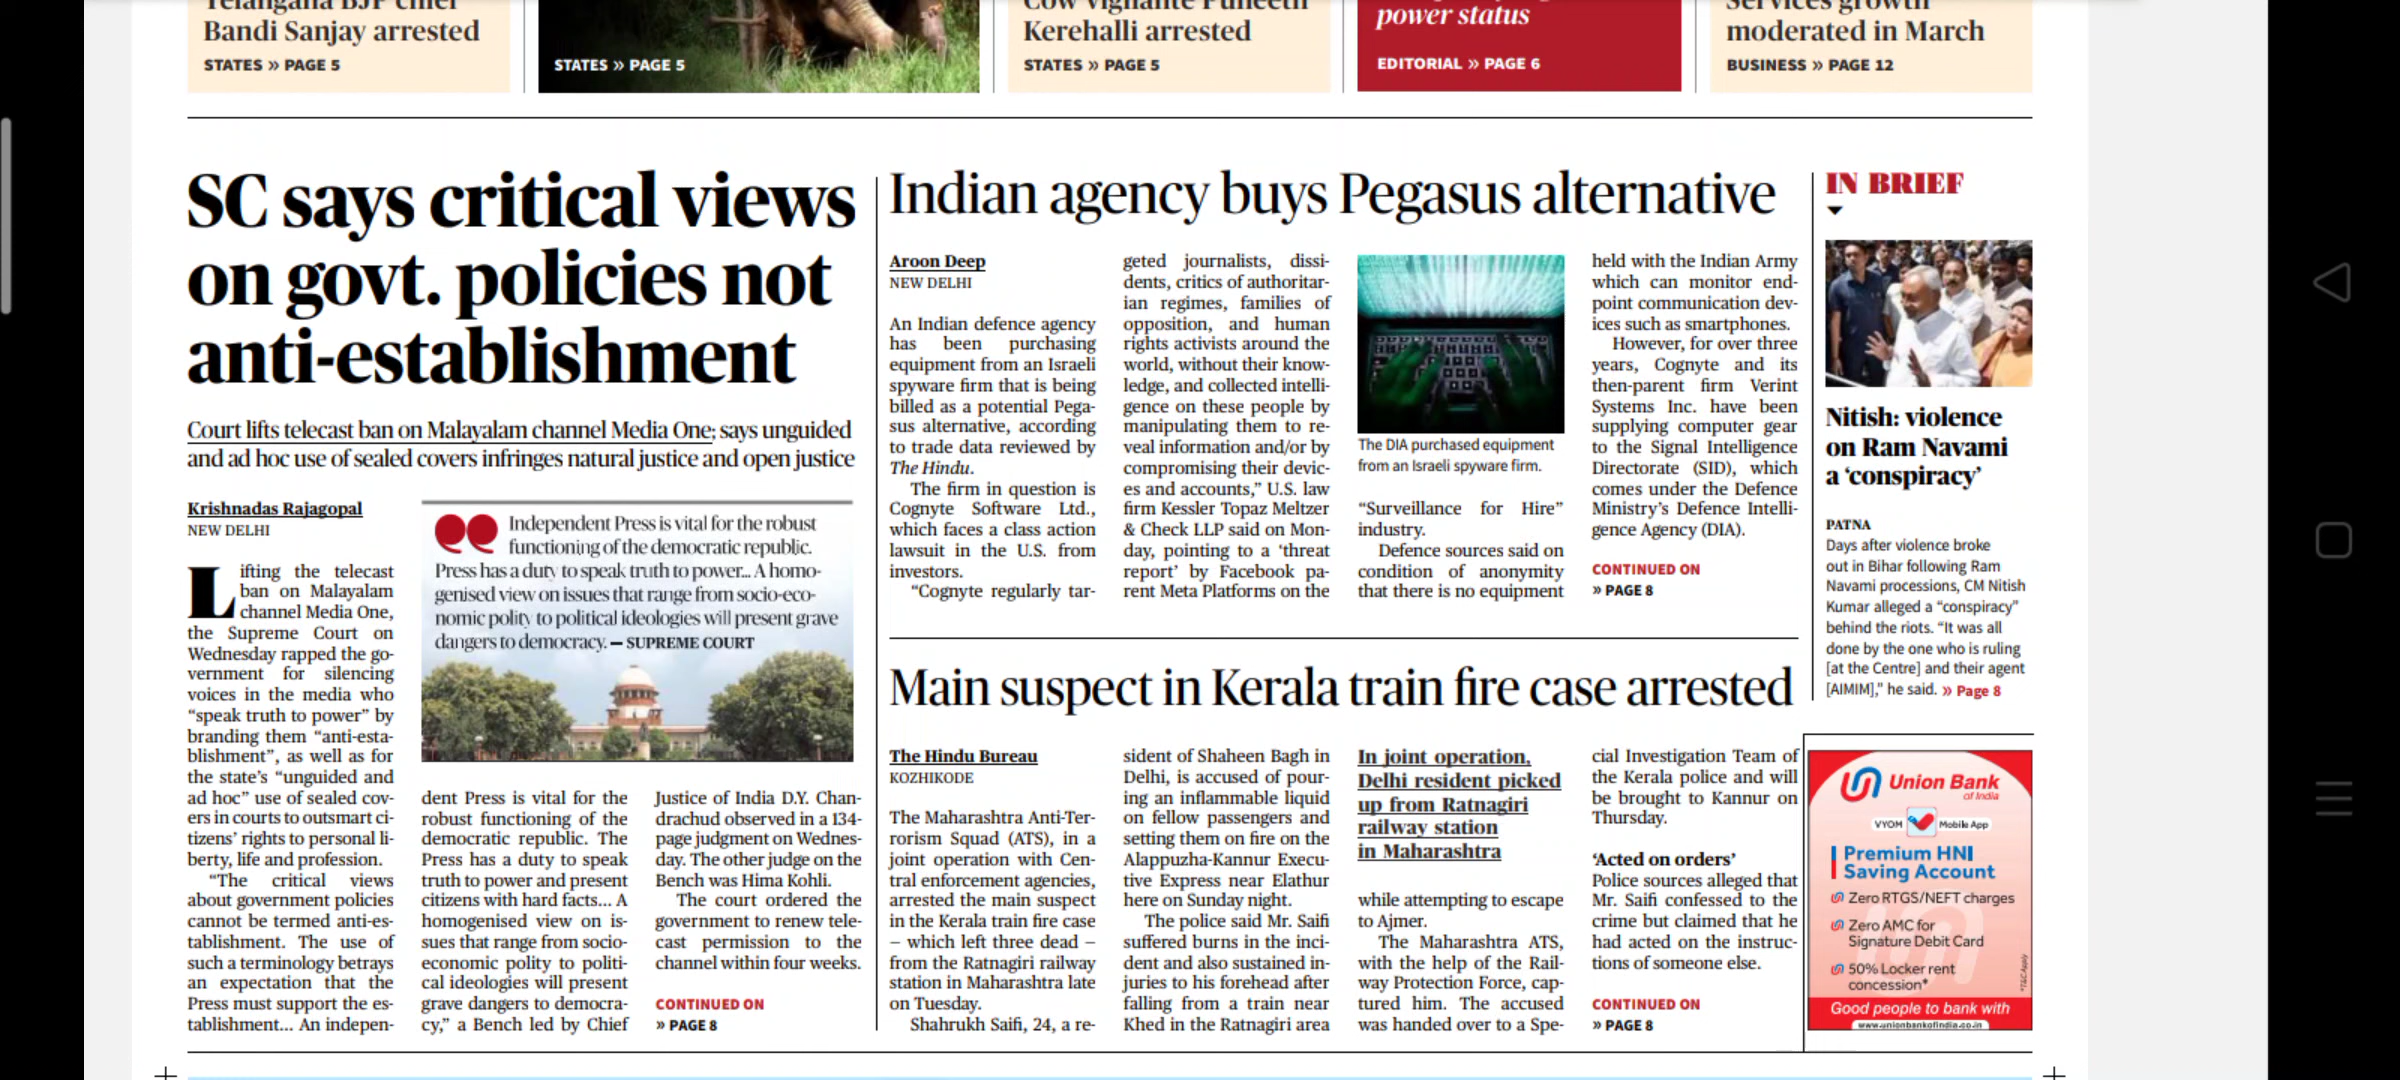 Telangana BJP chief
Bandi Sanjay arrested
STATES » PAGE 5
STATES » PAGE 5
Cow vigilante Puneeth
Kerehalli arrested
STATES » PAGE 5
power status
EDITORIAL » PAGE 6
Services growth
moderated in March
BUSINESS » PAGE 12
SC says critical views
on govt. policies not
anti-establishment
Court lifts telecast ban on Malayalam channel Media One; says unguided
and ad hoc use of sealed covers infringes natural justice and open justice
Krishnadas Rajagopal
NEW DELHI
Lifting the telecast
ban on Malayalam
channel Media One,
the Supreme Court on
Wednesday rapped the go-
vernment for silencing
voices in the media who
“speak truth to power” by
branding them “anti-esta-
blishment”, as well as for
the state’s “unguided and
ad hoc” use of sealed cov-
ers in courts to outsmart ci-
tizens’ rights to personal li-
berty, life and profession.
“The critical views
about government policies
cannot be termed anti-es-
tablishment. The use of
such a terminology betrays
an expectation that the
Press must support the es-
tablishment... An indepen-
Independent Press is vital for the robust
functioning of the democratic republic.
Press has a duty to speak truth to power... A homo-
genised view on issues that range from socio-eco-
nomic polity to political ideologies will present grave
dangers to democracy. — SUPREME COURT
dent Press is vital for the
robust functioning of the
democratic republic. The
Press has a duty to speak
truth to power and present
citizens with hard facts... A
homogenised view on is-
sues that range from socio-
economic polity to politi-
cal ideologies will present
grave dangers to democra-
cy,” a Bench led by Chief
Justice of India D.Y. Chan-
drachud observed in a 134-
page judgment on Wednes-
day. The other judge on the
Bench was Hima Kohli.
The court ordered the
government to renew tele-
cast permission to the
channel within four weeks.
CONTINUED ON
» PAGE 8
Indian agency buys Pegasus alternative
Aroon Deep
NEW DELHI
An Indian defence agency
has been purchasing
equipment from an Israeli
spyware firm that is being
billed as a potential Pega-
sus alternative, according
to trade data reviewed by
The Hindu.
The firm in question is
Cognyte Software Ltd.,
which faces a class action
lawsuit in the U.S. from
investors.
“Cognyte regularly tar-
geted journalists, dissi-
dents, critics of authoritar-
ian regimes, families of
opposition, and human
rights activists around the
world, without their know-
ledge, and collected intelli-
gence on these people by
manipulating them to re-
veal information and/or by
compromising their devic-
es and accounts,” U.S. law
firm Kessler Topaz Meltzer
& Check LLP said on Mon-
day, pointing to a ‘threat
report’ by Facebook pa-
rent Meta Platforms on the
The DIA purchased equipment
from an Israeli spyware firm.
“Surveillance for Hire”
industry.
Defence sources said on
condition of anonymity
that there is no equipment
held with the Indian Army
which can monitor end-
point communication dev-
ices such as smartphones.
However, for over three
years, Cognyte and its
then-parent firm Verint
Systems Inc. have been
supplying computer gear
to the Signal Intelligence
Directorate (SID), which
comes under the Defence
Ministry’s Defence Intelli-
gence Agency (DIA).
CONTINUED ON
» PAGE 8
Main suspect in Kerala train fire case arrested
The Hindu Bureau
KOZHIKODE
The Maharashtra Anti-Ter-
rorism Squad (ATS), in a
joint operation with Cen-
tral enforcement agencies,
arrested the main suspect
in the Kerala train fire case
– which left three dead –
from the Ratnagiri railway
station in Maharashtra late
on Tuesday.
Shahrukh Saifi, 24, a re-
sident of Shaheen Bagh in
Delhi, is accused of pour-
ing an inflammable liquid
on fellow passengers and
setting them on fire on the
Alappuzha-Kannur Execu-
tive Express near Elathur
here on Sunday night.
The police said Mr. Saifi
suffered burns in the inci-
dent and also sustained in-
juries to his forehead after
falling from a train near
Khed in the Ratnagiri area
In joint operation,
Delhi resident picked
up from Ratnagiri
railway station
in Maharashtra
while attempting to escape
to Ajmer.
The Maharashtra ATS,
with the help of the Rail-
way Protection Force, cap-
tured him. The accused
was handed over to a Spe-
cial Investigation Team of
the Kerala police and will
be brought to Kannur on
Thursday.
‘Acted on orders’
Police sources alleged that
Mr. Saifi confessed to the
crime but claimed that he
had acted on the instruc-
tions of someone else.
CONTINUED ON
» PAGE 8
IN BRIEF
Nitish: violence
on Ram Navami
a ‘conspiracy’
PATNA
Days after violence broke
out in Bihar following Ram
Navami processions, CM Nitish
Kumar alleged a “conspiracy”
behind the riots. “It was all
done by the one who is ruling
[at the Centre] and their agent
[AIMIM],” he said. » Page 8
Union Bank
of India
VYOM Mobile App
Premium HNI
Saving Account
Zero RTGS/NEFT charges
Zero AMC for
Signature Debit Card
50% Locker rent
concession*
*T&C Apply
Good people to bank with
www.unionbankofindia.co.in